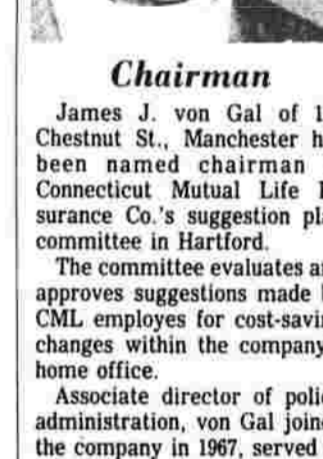 Chairman
James J. von Gal of 1
Chestnut St., Manchester h
been named chairman
Connecticut Mutual Life I
surance Co.'s suggestion pl
committee in Hartford.
The committee evaluates a
approves suggestions made
CML employes for cost-savi
changes within the company
home office.
Associate director of poli
administration, von Gal join
the company in 1967, served